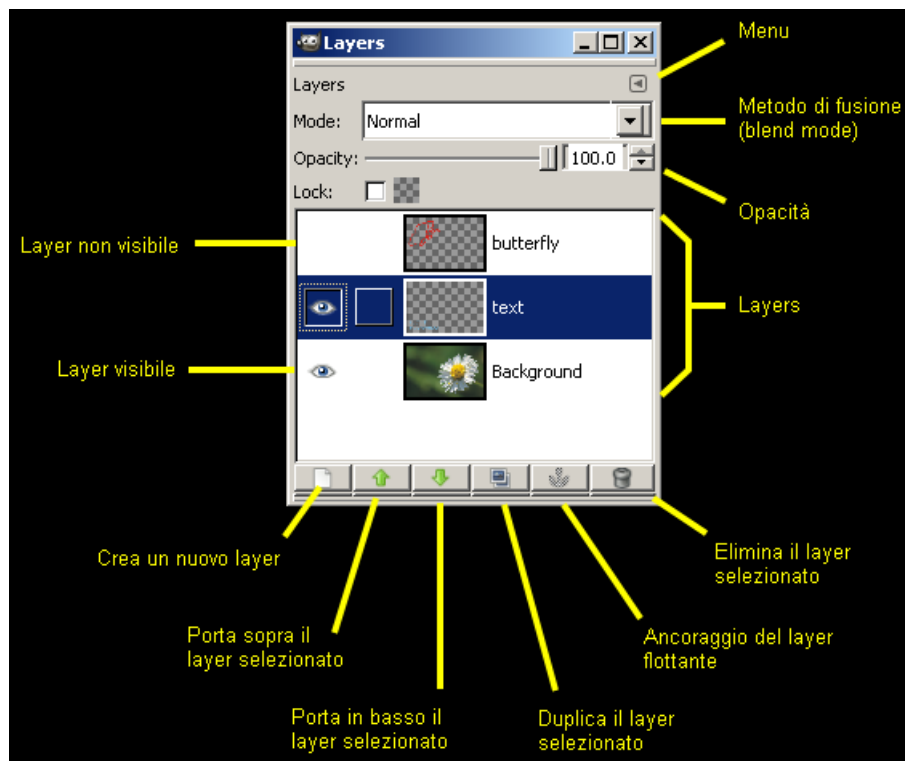 Layers
Menu
Layers
Mode: Normal
Metodo di fusione
(blend mode)
Opacity: 100.0
Opacità
Lock:
Layer non visibile
butterfly
text
Layers
Layer visibile
Background
Crea un nuovo layer
Elimina il layer
selezionato
Porta sopra il
layer selezionato
Ancoraggio del layer
flottante
Porta in basso il
layer selezionato
Duplica il layer
selezionato